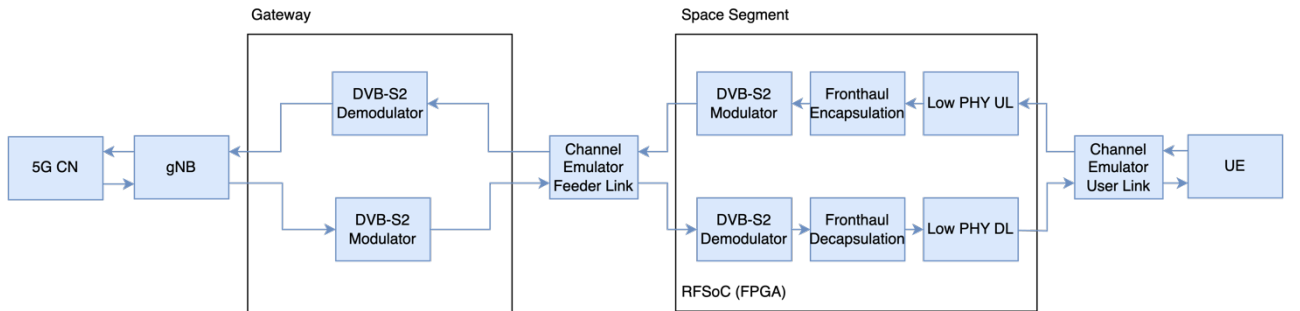 Gateway
Space Segment
DVB-S2
Demodulator
DVB-S2
Modulator
Fronthaul
Encapsulation
Low PHY UL
5G CN
gNB
Channel
Emulator
Feeder Link
Channel
Emulator
User Link
UE
DVB-S2
Modulator
DVB-S2
Demodulator
Fronthaul
Decapsulation
Low PHY DL
RFSoC (FPGA)